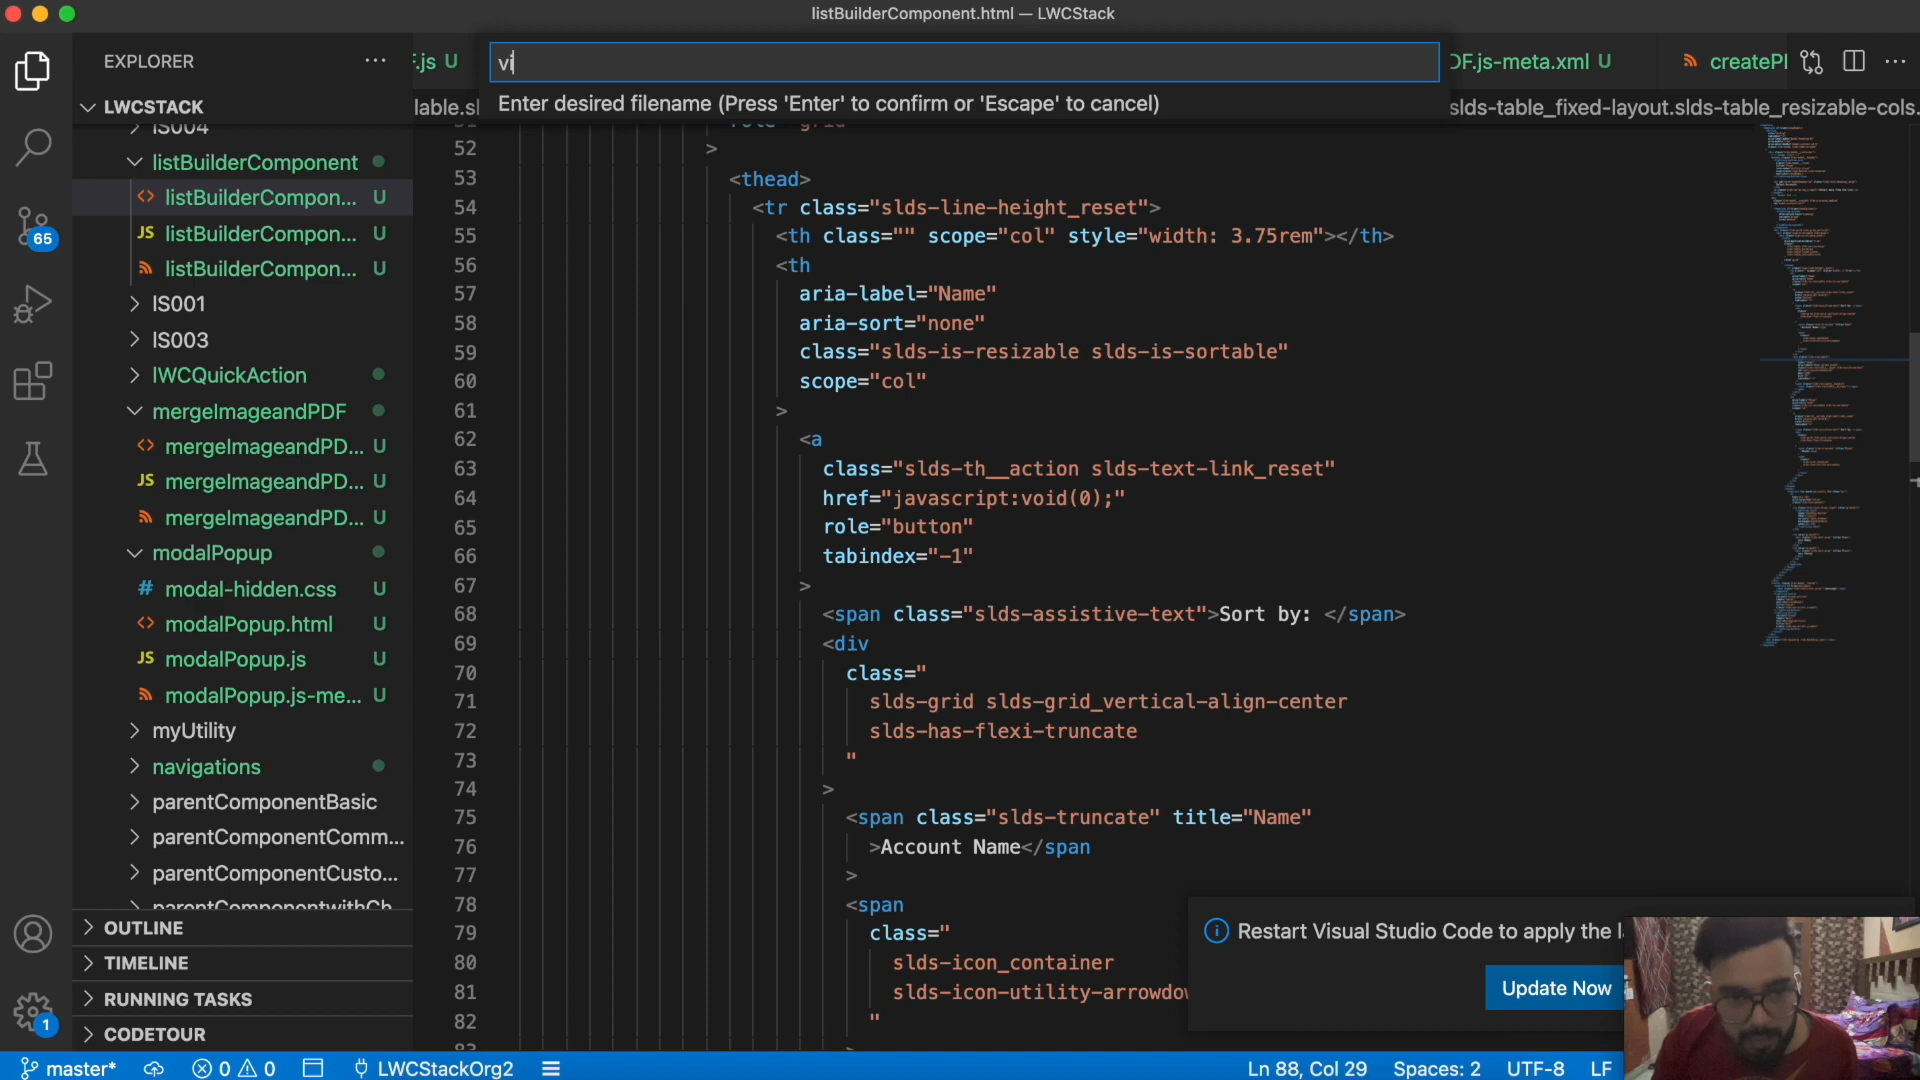 listBuilderComponent.html — LWCStack
EXPLORER
...
.js U
vi
DF.js-meta.xml U
createPl
...
LWCSTACK
lable.sl
Enter desired filename (Press 'Enter' to confirm or 'Escape' to cancel)
slds-table_fixed-layout.slds-table_resizable-cols.
listBuilderComponent
listBuilderCompon... U
JS listBuilderCompon... U
listBuilderCompon... U
IS001
IS003
lWCQuickAction
mergeImageandPDF
mergeImageandPD... U
JS mergeImageandPD... U
mergeImageandPD... U
modalPopup
# modal-hidden.css U
modalPopup.html U
JS modalPopup.js U
modalPopup.js-me... U
myUtility
navigations
parentComponentBasic
parentComponentComm...
parentComponentCusto...
OUTLINE
TIMELINE
RUNNING TASKS
CODETOUR
65
1
52 >
53 <thead>
54 <tr class="slds-line-height_reset">
55 <th class="" scope="col" style="width: 3.75rem"></th>
56 <th
57 aria-label="Name"
58 aria-sort="none"
59 class="slds-is-resizable slds-is-sortable"
60 scope="col"
61 >
62 <a
63 class="slds-th__action slds-text-link_reset"
64 href="javascript:void(0);"
65 role="button"
66 tabindex="-1"
67 >
68 <span class="slds-assistive-text">Sort by: </span>
69 <div
70 class="
71 slds-grid slds-grid_vertical-align-center
72 slds-has-flexi-truncate
73 "
74 >
75 <span class="slds-truncate" title="Name"
76 >Account Name</span
77 >
78 <span
79 class="
80 slds-icon_container
81 slds-icon-utility-arrowdow
82 "
Restart Visual Studio Code to apply the l
Update Now
master* 0 0 LWCStackOrg2
Ln 88, Col 29 Spaces: 2 UTF-8 LF